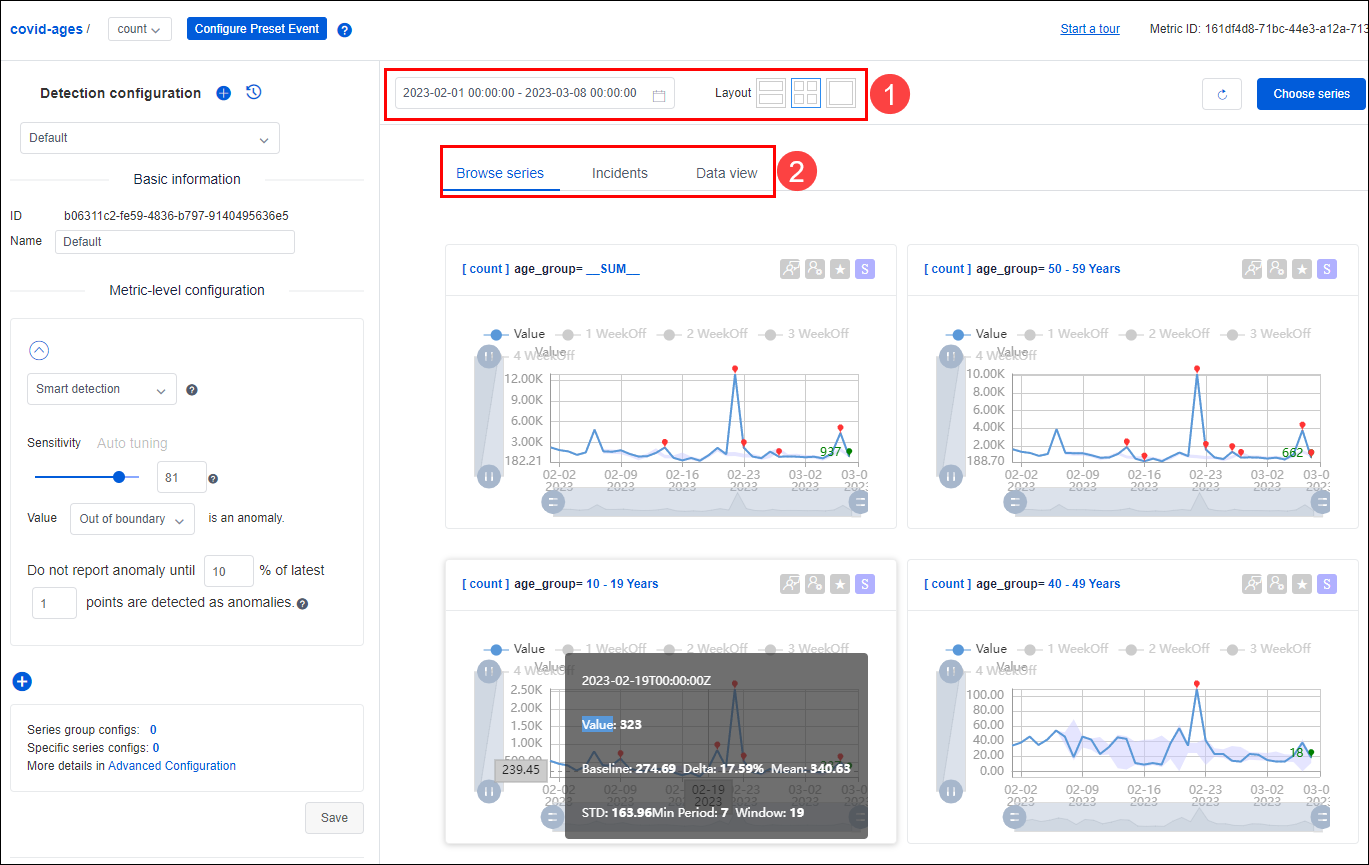 covid-ages / count Configure Preset Event ? Start a tour Metric ID: 161df4d8-71bc-44e3-a12a-713
Detection configuration
2023-02-01 00:00:00 - 2023-03-08 00:00:00 Layout 1 Choose series
Default
Browse series Incidents Data view 2
Basic information
ID b06311c2-fe59-4836-b797-9140495636e5
Name Default
Metric-level configuration
Smart detection ?
Sensitivity Auto tuning
81 ?
Value Out of boundary is an anomaly.
Do not report anomaly until 10 % of latest
1 points are detected as anomalies. ?
Series group configs: 0
Specific series configs: 0
More details in Advanced Configuration
Save
[ count ] age_group= __SUM__ S
Value 1 WeekOff 2 WeekOff 3 WeekOff
4 WeekOff
Value
12.00K
9.00K
6.00K
3.00K
182.21
937
02-02 02-09 02-16 02-23 03-02 03-0
2023 2023 2023 2023 2023 202
[ count ] age_group= 50 - 59 Years S
Value 1 WeekOff 2 WeekOff 3 WeekOff
4 WeekOff
Value
10.00K
8.00K
6.00K
4.00K
2.00K
188.70
662
02-02 02-09 02-16 02-23 03-02 03-0
2023 2023 2023 2023 2023 202
[ count ] age_group= 10 - 19 Years S
Value 1 WeekOff 2 WeekOff 3 WeekOff
4 WeekOff
Value
2.50K
2.00K
1.50K
1.00K
239.45
02-02 02-09 02-19 02-23 03-02 03-0
2023 2023 2023 2023 2023 202
2023-02-19T00:00:00Z
Value: 323
Baseline: 274.69 Delta: 17.59% Mean: 340.63
STD: 163.96Min Period: 7 Window: 19
[ count ] age_group= 40 - 49 Years S
Value 1 WeekOff 2 WeekOff 3 WeekOff
4 WeekOff
Value
100.00
80.00
60.00
40.00
20.00
0.00
18
02-02 02-09 02-16 02-23 03-02 03-0
2023 2023 2023 2023 2023 202